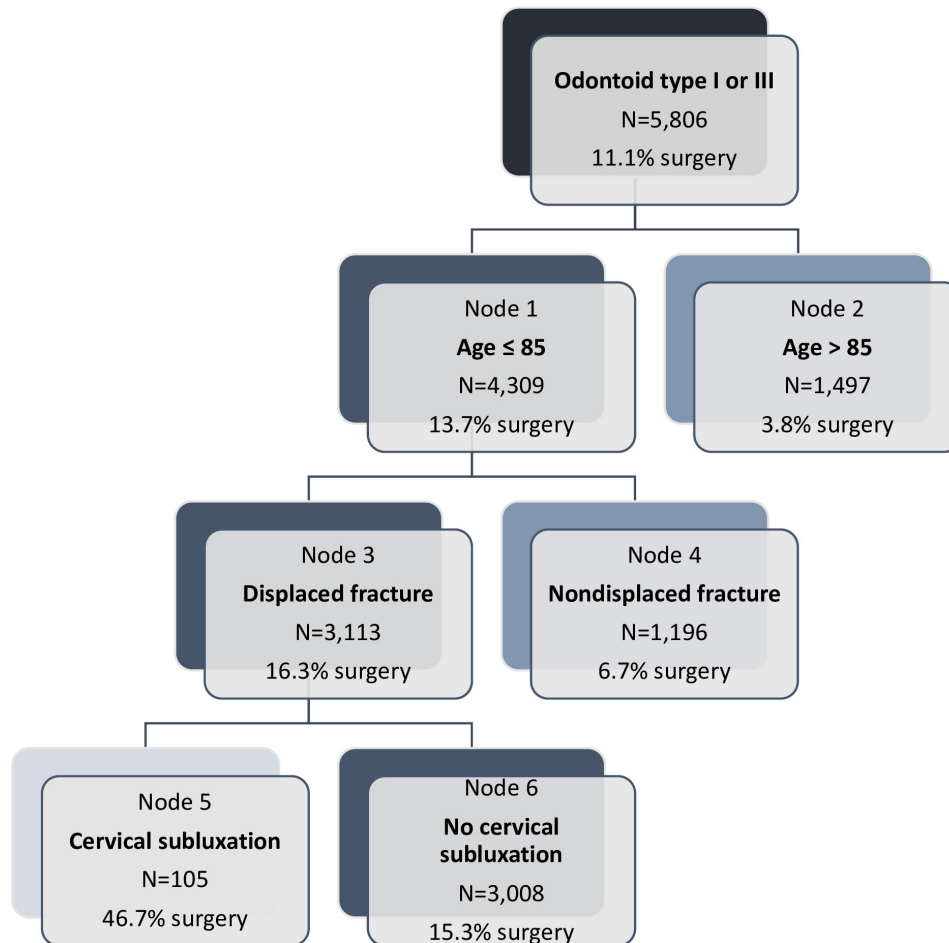 Odontoid type I or III
N=5,806
11.1% surgery
Node 1
Age ≤ 85
N=4,309
13.7% surgery
Node 2
Age > 85
N=1,497
3.8% surgery
Node 3
Displaced fracture
N=3,113
16.3% surgery
Node 4
Nondisplaced fracture
N=1,196
6.7% surgery
Node 5
Cervical subluxation
N=105
46.7% surgery
Node 6
No cervical
subluxation
N=3,008
15.3% surgery